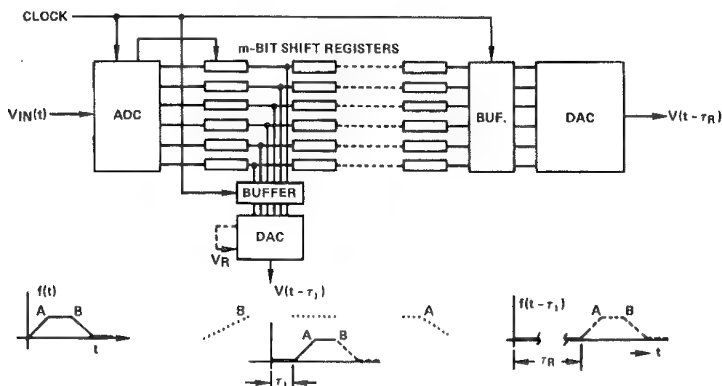 CLOCK
m-BIT SHIFT REGISTERS
VIN(t)
ADC
BUF.
DAC
V(t - τR)
BUFFER
DAC
VR
V(t - τ1)
f(t)
A
B
t
B
A
A
B
τ1
f(t - τ1)
A
B
τR
t